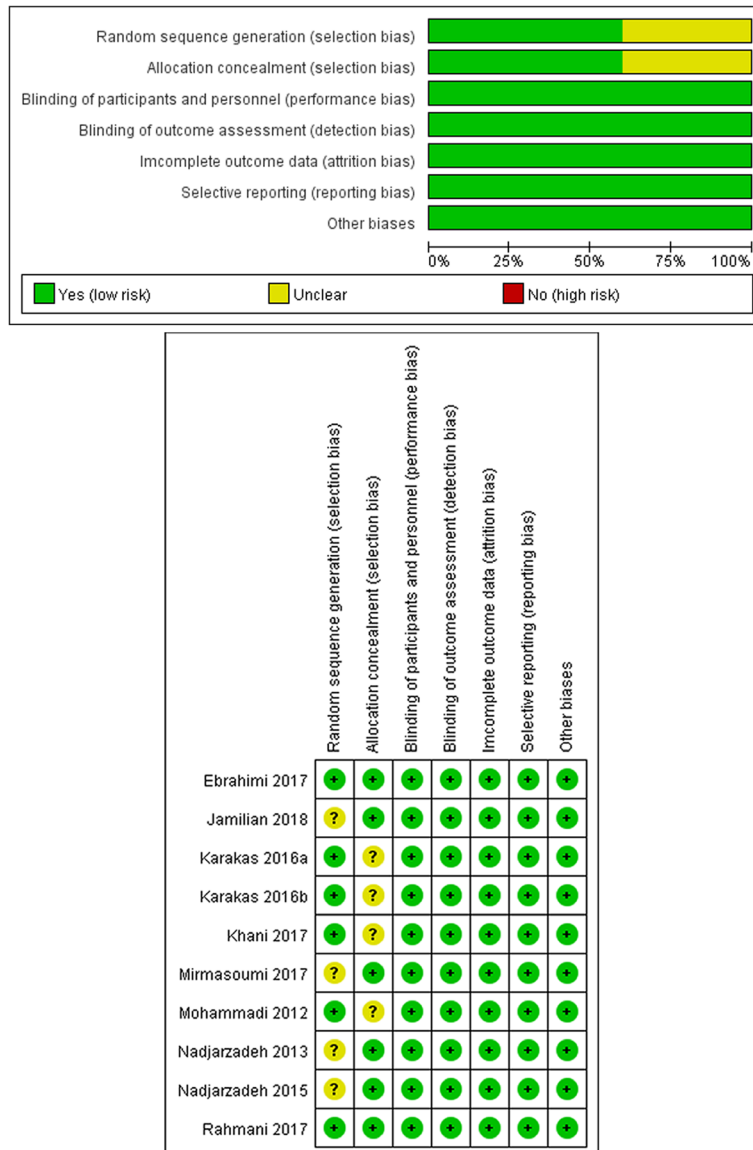 Random sequence generation (selection bias)
Allocation concealment (selection bias)
Blinding of participants and personnel (performance bias)
Blinding of outcome assessment (detection bias)
Imcomplete outcome data (attrition bias)
Selective reporting (reporting bias)
Other biases
0% 25% 50% 75% 100%
Yes (low risk) Unclear No (high risk)
Random sequence generation (selection bias)
Allocation concealment (selection bias)
Blinding of participants and personnel (performance bias)
Blinding of outcome assessment (detection bias)
Imcomplete outcome data (attrition bias)
Selective reporting (reporting bias)
Other biases
Ebrahimi 2017 + + + + + + +
Jamilian 2018 ? + + + + + +
Karakas 2016a + ? + + + + +
Karakas 2016b + ? + + + + +
Khani 2017 + ? + + + + +
Mirmasoumi 2017 ? + + + + + +
Mohammadi 2012 + ? + + + + +
Nadjarzadeh 2013 ? + + + + + +
Nadjarzadeh 2015 ? + + + + + +
Rahmani 2017 + + + + + + +